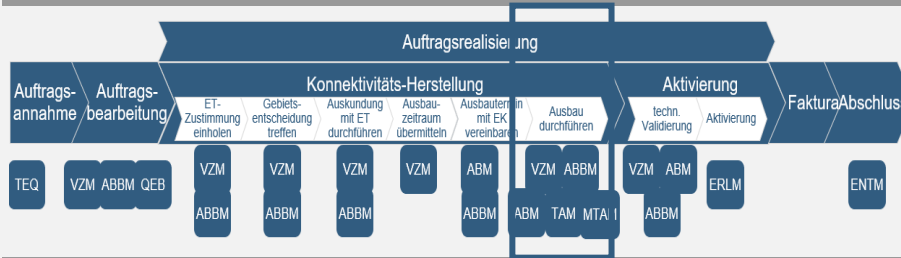 Auftragsrealisierung
Auftrags-
annahme
Auftrags-
bearbeitung
Konnektivitäts-Herstellung
ET-
Zustimmung
einholen
Gebiets-
entscheidung
treffen
Auskundung
mit ET
durchführen
Ausbau-
zeitraum
übermitteln
Ausbautermin
mit EK
vereinbaren
Ausbau
durchführen
Aktivierung
techn.
Validierung
Aktivierung
Faktura
Abschlus
TEQ
VZM ABBM QEB
VZM
ABBM
VZM
ABBM
VZM
ABBM
VZM
ABM
ABBM
VZM ABBM
ABM TAM MTAM
VZM ABM
ABBM
ERLM
ENTM